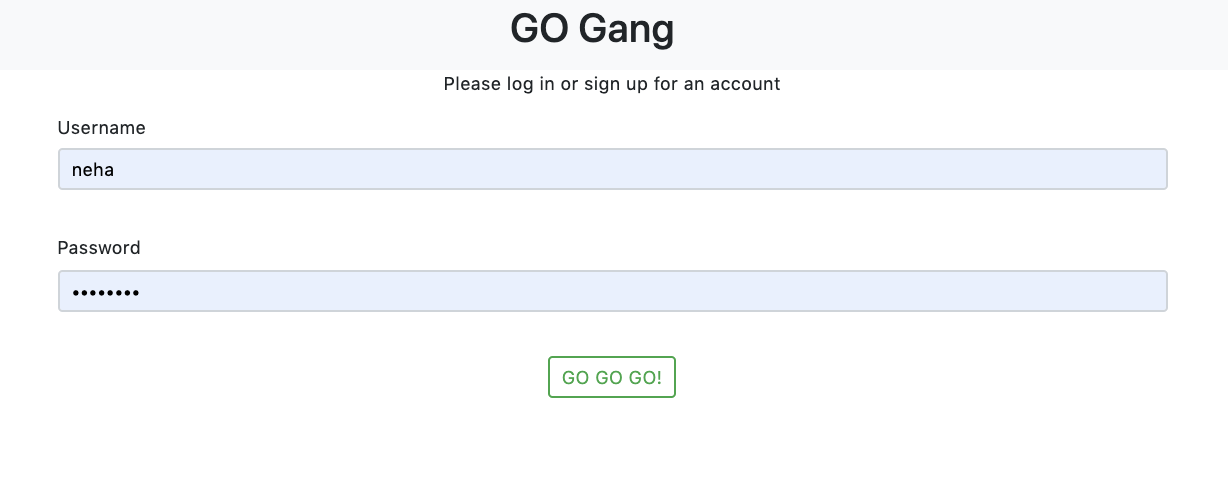 GO Gang
Please log in or sign up for an account
Username
neha
Password
••••••••
GO GO GO!